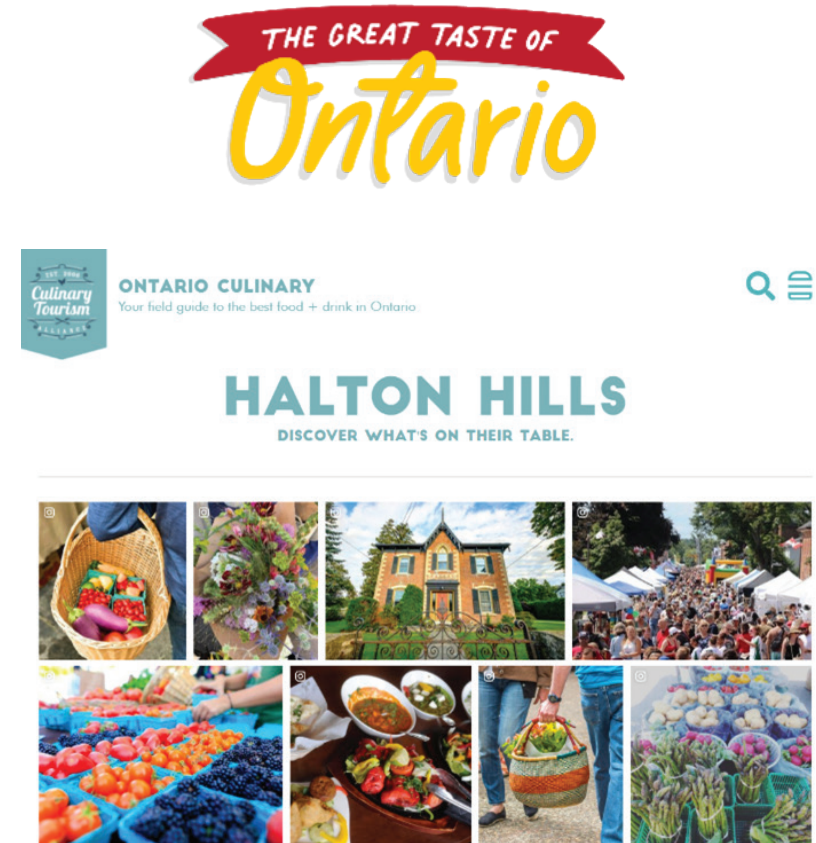 THE GREAT TASTE OF
Ontario
EST. 2006
Culinary
Tourism
ALLIANCE
ONTARIO CULINARY
Your field guide to the best food + drink in Ontario
HALTON HILLS
DISCOVER WHAT'S ON THEIR TABLE.